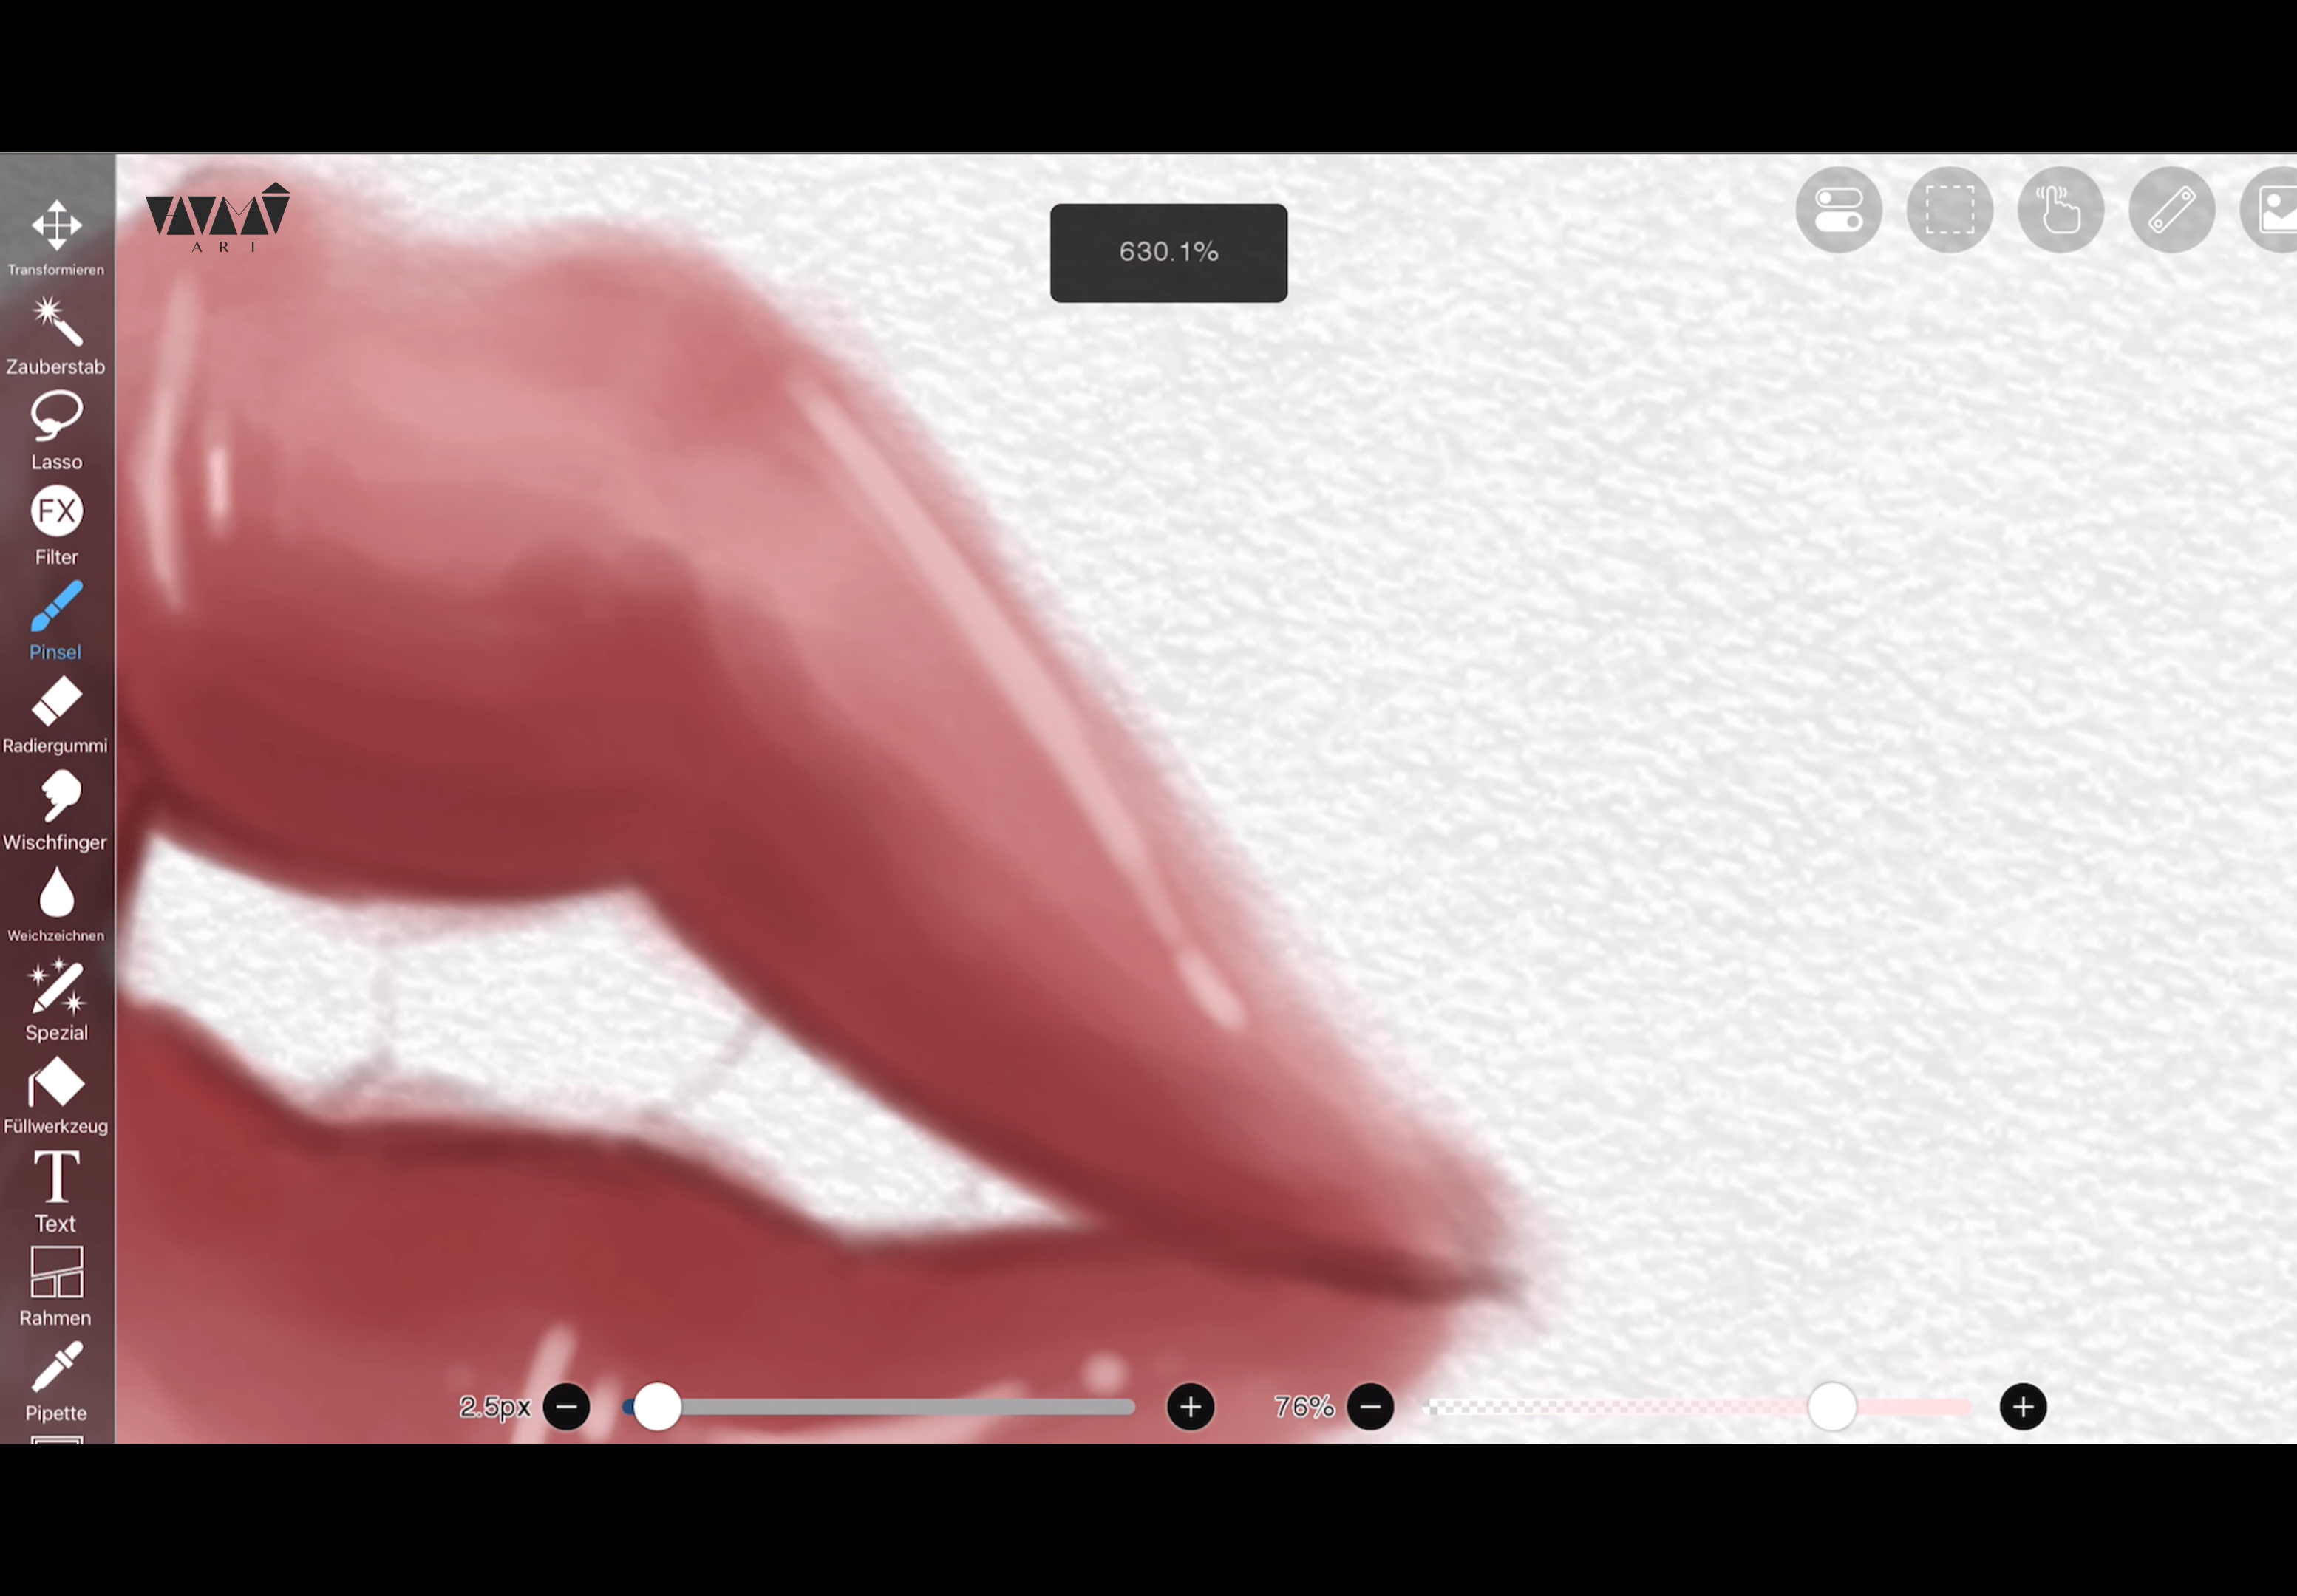 ART
630.1%
Transformieren
Zauberstab
Lasso
FX
Filter
Pinsel
Radiergummi
Wischfinger
Weichzeichnen
Spezial
Füllwerkzeug
T
Text
Rahmen
Pipette
2.5px
76%